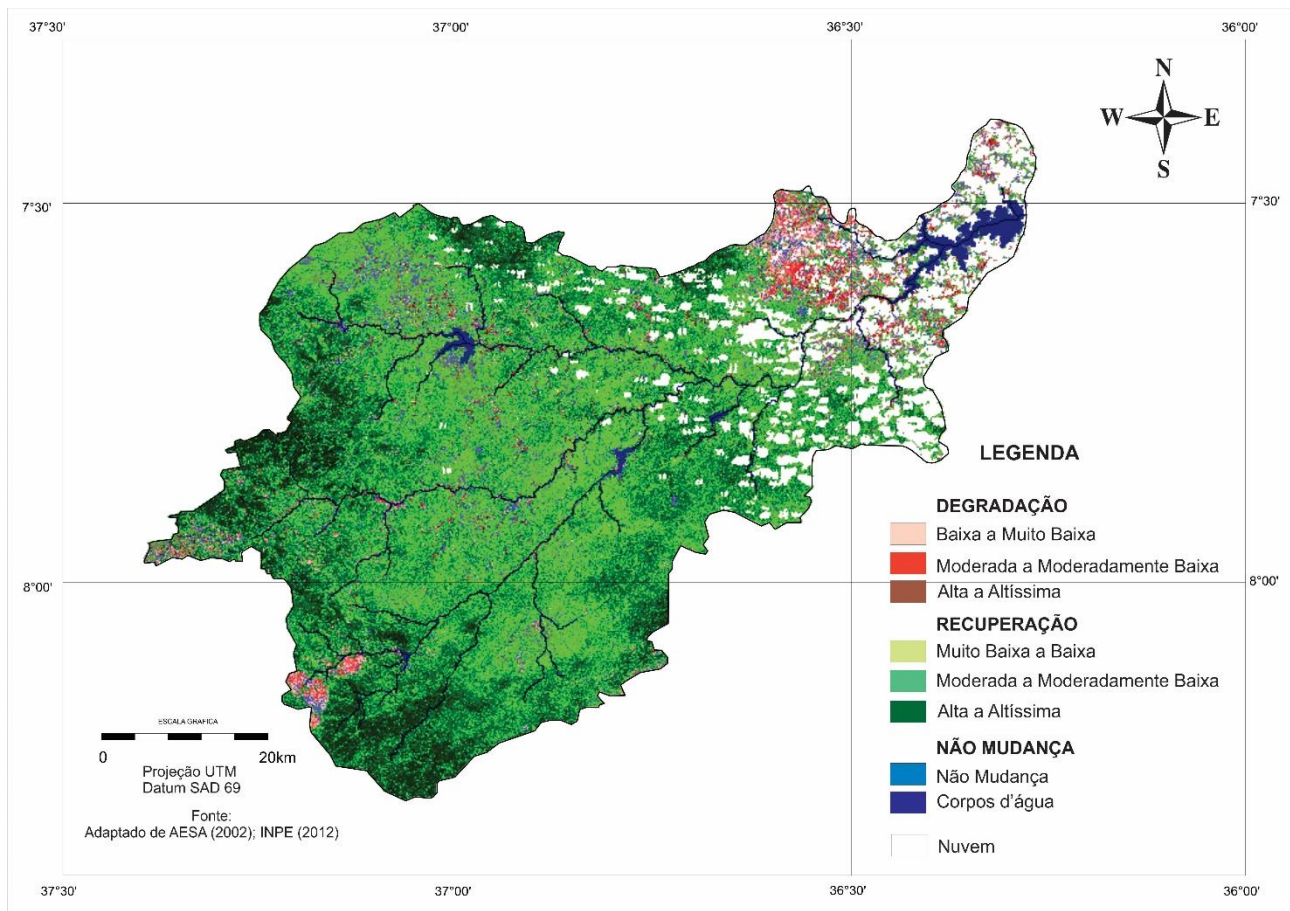 37°30'
37°00'
36°30'
36°00'
N
W
E
S
7°30'
7°30'
LEGENDA
DEGRADAÇÃO
Baixa a Muito Baixa
Moderada a Moderadamente Baixa
Alta a Altíssima
8°00'
8°00'
RECUPERAÇÃO
Muito Baixa a Baixa
Moderada a Moderadamente Baixa
Alta a Altíssima
NÃO MUDANÇA
Não Mudança
Corpos d'água
Nuvem
ESCALA GRAFICA
0
20km
Projeção UTM
Datum SAD 69
Fonte:
Adaptado de AESA (2002); INPE (2012)
37°30'
37°00'
36°30'
36°00'